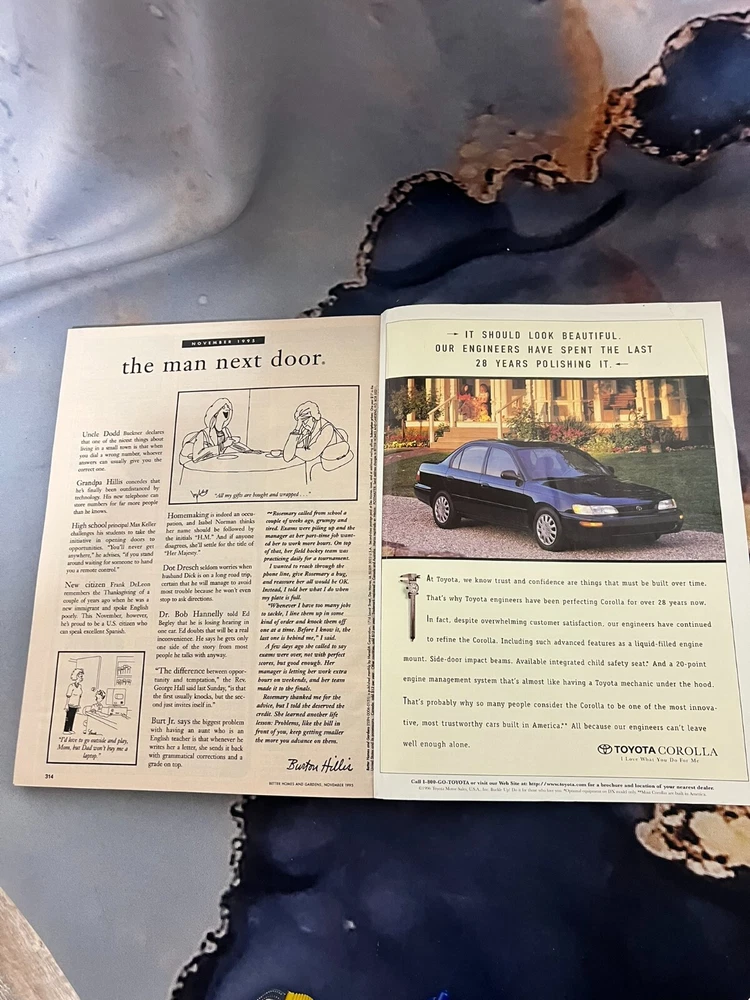 NOVEMBER 1995
the man next door®
"All my gifts are bought and wrapped . . ."
Uncle Dodd Buckner declares
that one of the nicest things about
living in a small town is that when
you dial a wrong number, whoever
answers can usually give you the
correct one.
Grandpa Hillis concedes that
he's finally been outdistanced by
technology. His new telephone can
store numbers for far more people
than he knows.
High school principal Max Keller
challenges his students to take the
initiative in opening doors to
opportunities. "You'll never get
anywhere," he advises, "if you stand
around waiting for someone to hand
you a remote control."
New citizen Frank DeLeon
remembers the Thanksgiving of a
couple of years ago when he was a
new immigrant and spoke English
poorly. This November, however,
he's proud to be a U.S. citizen who
can speak excellent Spanish.
"I'd love to go outside and play,
Mom, but Dad won't buy me a
laptop."
Homemaking is indeed an occu-
pation, and Isabel Norman thinks
her name should be followed by
the initials "H.M." And if anyone
disagrees, she'll settle for the title of
"Her Majesty."
Dot Dresch seldom worries when
husband Dick is on a long road trip,
certain that he will manage to avoid
most trouble because he won't even
stop to ask directions.
Dr. Bob Hannelly told Ed
Begley that he is losing hearing in
one ear. Ed doubts that will be a real
inconvenience. He says he gets only
one side of the story from most
people he talks with anyway.
"The difference between oppor-
tunity and temptation," the Rev.
George Hall said last Sunday, "is that
the first usually knocks, but the sec-
ond just invites itself in."
Burt Jr. says the biggest problem
with having an aunt who is an
English teacher is that whenever he
writes her a letter, she sends it back
with grammatical corrections and a
grade on top.
~Rosemary called from school a
couple of weeks ago, grumpy and
tired. Exams were piling up and the
manager at her part-time job want-
ed her to work more hours. On top
of that, her field hockey team was
practicing daily for a tournament.
I wanted to reach through the
phone line, give Rosemary a hug,
and reassure her all would be OK.
Instead, I told her what I do when
my plate is full.
"Whenever I have too many jobs
to tackle, I line them up in some
kind of order and knock them off
one at a time. Before I know it, the
last one is behind me," I said.
A few days ago she called to say
exams were over, not with perfect
scores, but good enough. Her
manager is letting her work extra
hours on weekends, and her team
made it to the finals.
Rosemary thanked me for the
advice, but I told her she deserved the
credit. She learned another life
lesson: Problems, like the bill in
front of you, keep getting smaller
the more you advance on them.
Burton Hillis
314
BETTER HOMES AND GARDENS, NOVEMBER 1995
IT SHOULD LOOK BEAUTIFUL.
OUR ENGINEERS HAVE SPENT THE LAST
28 YEARS POLISHING IT.
At Toyota, we know trust and confidence are things that must be built over time.
That's why Toyota engineers have been perfecting Corolla for over 28 years now.
In fact, despite overwhelming customer satisfaction, our engineers have continued
to refine the Corolla. Including such advanced features as a liquid-filled engine
mount. Side-door impact beams. Available integrated child safety seat.* And a 20-point
engine management system that's almost like having a Toyota mechanic under the hood.
That's probably why so many people consider the Corolla to be one of the most innova-
tive, most trustworthy cars built in America.** All because our engineers can't leave
well enough alone.
TOYOTA COROLLA
I Love What You Do For Me
Call 1-800-GO-TOYOTA or visit our Web Site at: http://www.toyota.com for a brochure and location of your nearest dealer.